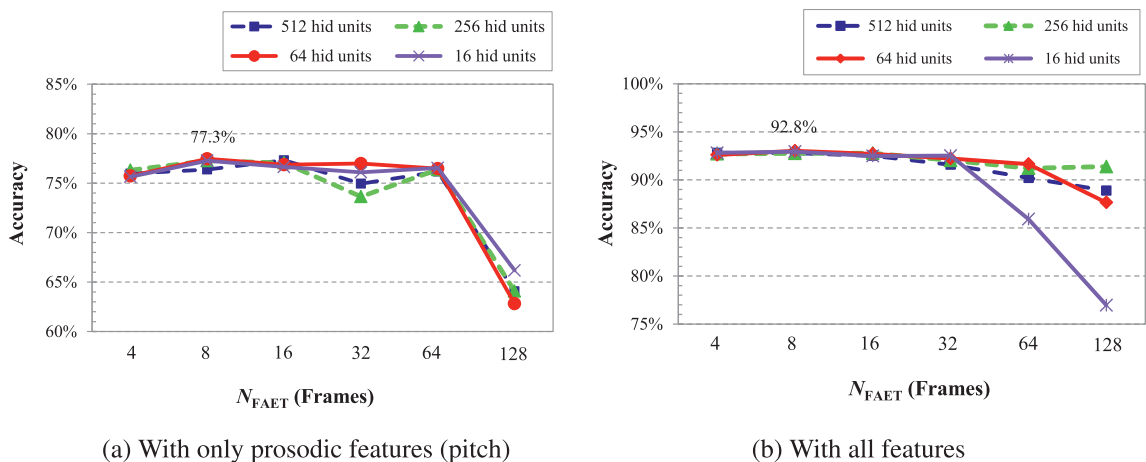 512 hid units 256 hid units
64 hid units 16 hid units
85%
80%
75%
70%
65%
60%
77.3%
Accuracy
4 8 16 32 64 128
N_FAET (Frames)
(a) With only prosodic features (pitch)
512 hid units 256 hid units
64 hid units 16 hid units
100%
95%
90%
85%
80%
75%
92.8%
Accuracy
4 8 16 32 64 128
N_FAET (Frames)
(b) With all features